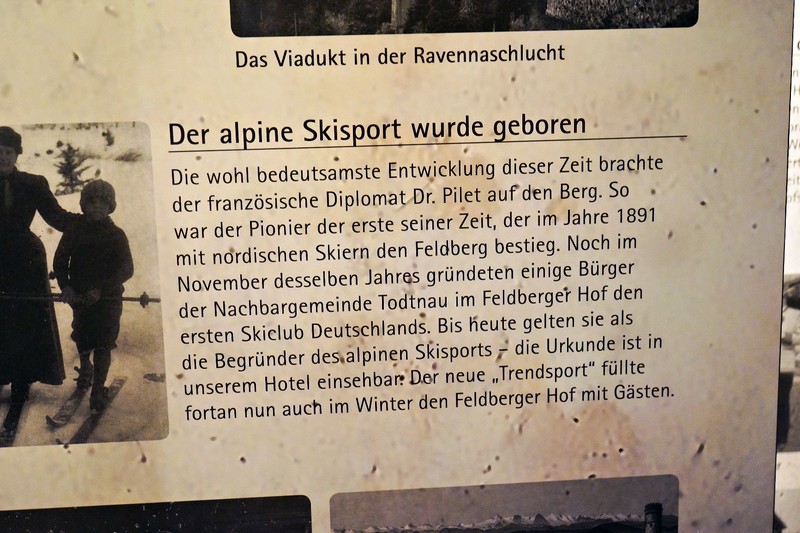 Das Viadukt in der Ravennaschlucht
Der alpine Skisport wurde geboren
Die wohl bedeutsamste Entwicklung dieser Zeit brachte
der französische Diplomat Dr. Pilet auf den Berg. So
war der Pionier der erste seiner Zeit, der im Jahre 1891
mit nordischen Skiern den Feldberg bestieg. Noch im
November desselben Jahres gründeten einige Bürger
der Nachbargemeinde Todtnau im Feldberger Hof den
ersten Skiclub Deutschlands. Bis heute gelten sie als
die Begründer des alpinen Skisports – die Urkunde ist in
unserem Hotel einsehbar. Der neue „Trendsport“ füllte
fortan nun auch im Winter den Feldberger Hof mit Gästen.